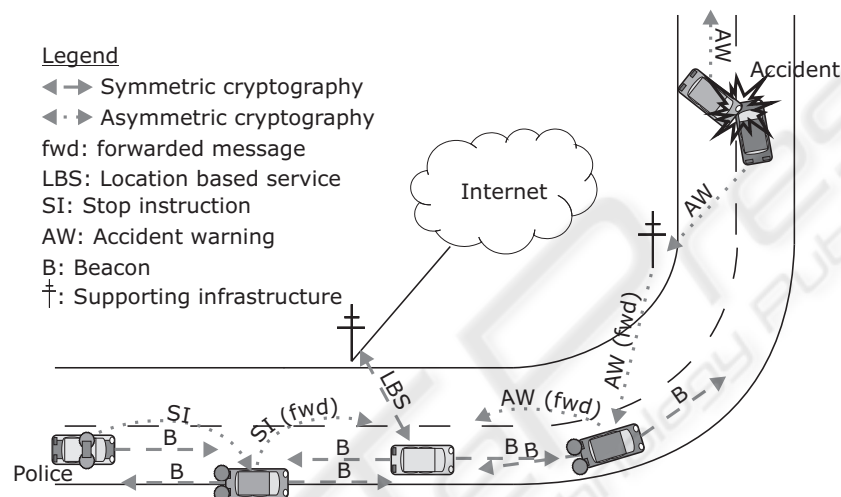 Legend
Symmetric cryptography
Asymmetric cryptography
fwd: forwarded message
LBS: Location based service
SI: Stop instruction
AW: Accident warning
B: Beacon
: Supporting infrastructure
Internet
AW
Accident
AW
AW (fwd)
LBS
SI
SI (fwd)
AW (fwd)
B
B
B
B
B
Police
B
B